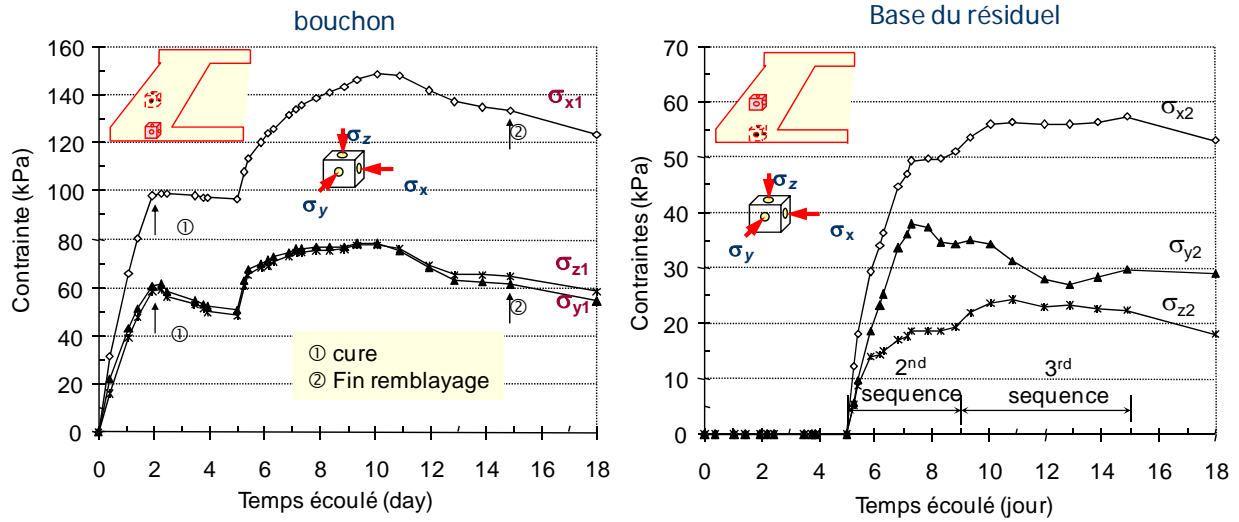 bouchon
Contrainte (kPa)
160
140
120
100
80
60
40
20
0
0 2 4 6 8 10 12 14 16 18
Temps écoulé (day)
σx1
σz1
σy1
σz
σx
σy
①
①
②
②
① cure
② Fin remblayage
Base du résiduel
Contraintes (kPa)
70
60
50
40
30
20
10
0
0 2 4 6 8 10 12 14 16 18
Temps écoulé (jour)
σx2
σy2
σz2
σz
σx
σy
2nd
sequence
3rd
sequence